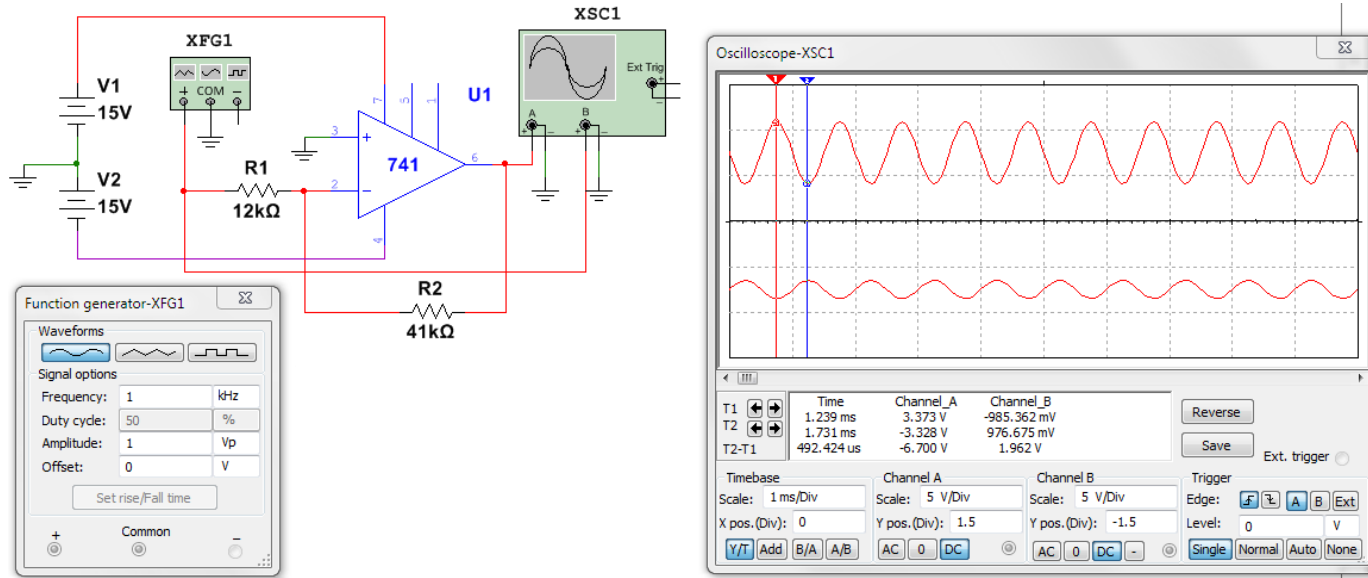 XSC1
XFG1
Ext Trig
+
−
V1
15V
COM
+ −
7 5 1
U1
A B
+ − + −
3 +
741
6
2 −
4
V2
15V
R1
12kΩ
R2
41kΩ
Function generator-XFG1
Waveforms
Signal options
Frequency: 1 kHz
Duty cycle: 50 %
Amplitude: 1 Vp
Offset: 0 V
Set rise/Fall time
+ Common −
Oscilloscope-XSC1
1 2
Time Channel_A Channel_B
T1 1.239 ms 3.373 V -985.362 mV
T2 1.731 ms -3.328 V 976.675 mV
T2-T1 492.424 us -6.700 V 1.962 V
Reverse
Save
Ext. trigger
Timebase
Scale: 1 ms/Div
X pos.(Div): 0
Y/T Add B/A A/B
Channel A
Scale: 5 V/Div
Y pos.(Div): 1.5
AC 0 DC
Channel B
Scale: 5 V/Div
Y pos.(Div): -1.5
AC 0 DC -
Trigger
Edge: A B Ext
Level: 0 V
Single Normal Auto None